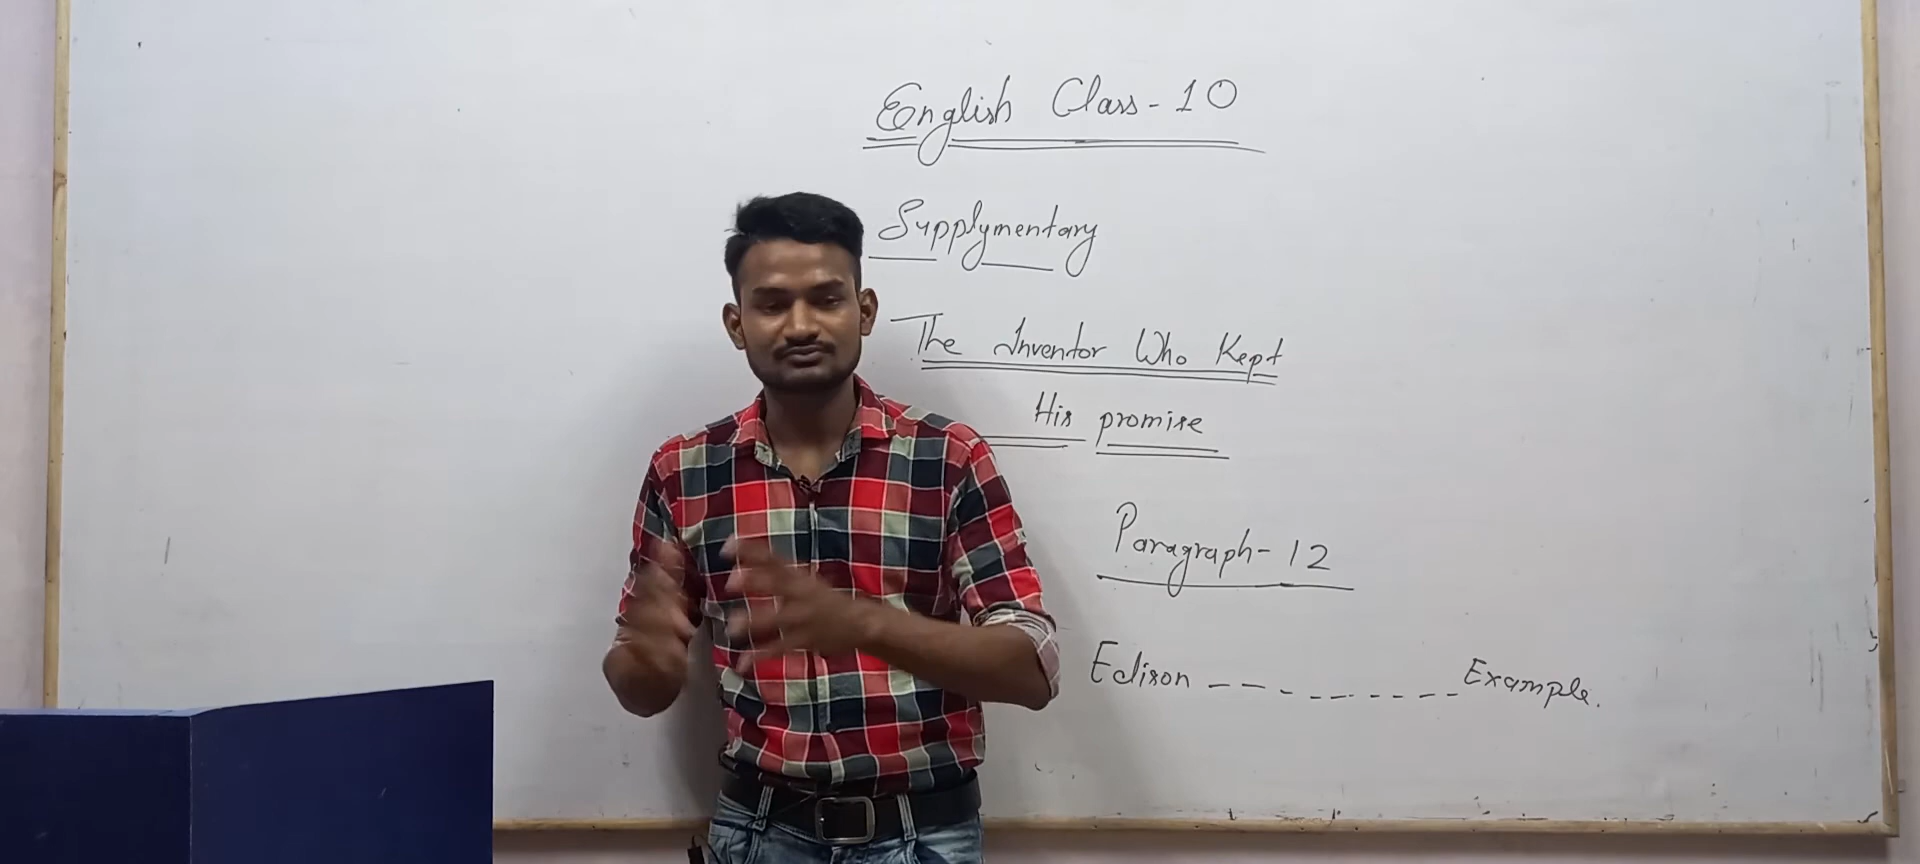 English Class - 10
Supplymentary
The Inventor Who Kept
His promise
Paragraph - 12
Edison --------- Example.